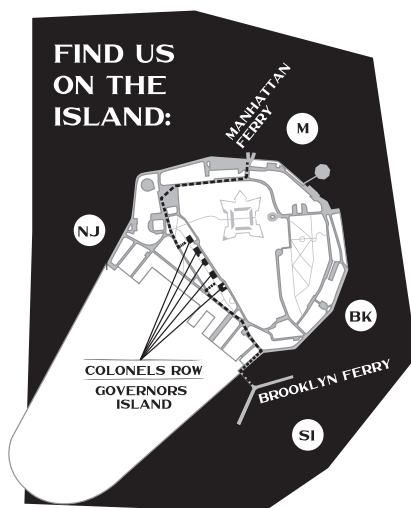 FIND US
ON THE
ISLAND:
MANHATTAN
FERRY
M
NJ
BK
COLONELS ROW
GOVERNORS
ISLAND
BROOKLYN FERRY
SI